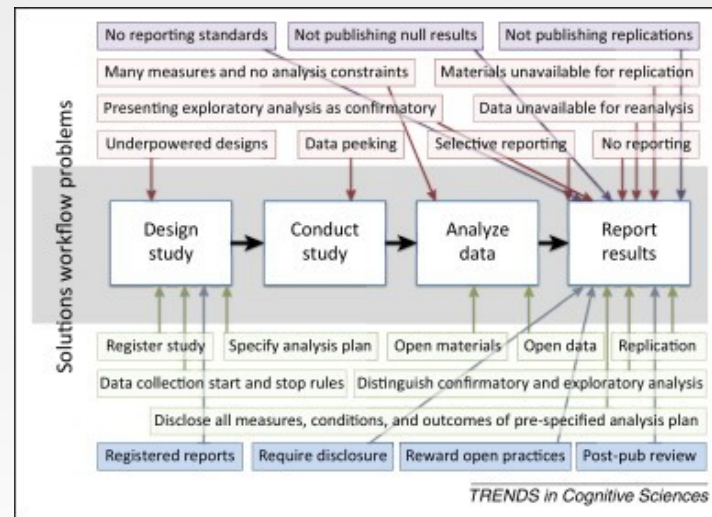 No reporting standards
Not publishing null results
Not publishing replications
Many measures and no analysis constraints
Materials unavailable for replication
Presenting exploratory analysis as confirmatory
Data unavailable for reanalysis
Underpowered designs
Data peeking
Selective reporting
No reporting
Solutions workflow problems
Design study
Conduct study
Analyze data
Report results
Register study
Specify analysis plan
Open materials
Open data
Replication
Data collection start and stop rules
Distinguish confirmatory and exploratory analysis
Disclose all measures, conditions, and outcomes of pre-specified analysis plan
Registered reports
Require disclosure
Reward open practices
Post-pub review
TRENDS in Cognitive Sciences